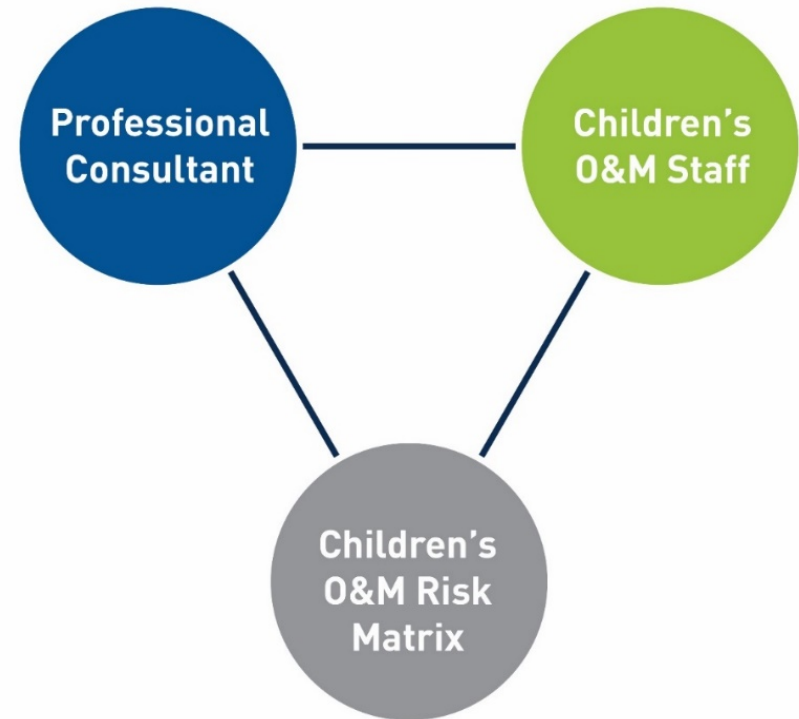 Professional
Consultant
Children’s
O&M Staff
Children’s
O&M Risk
Matrix